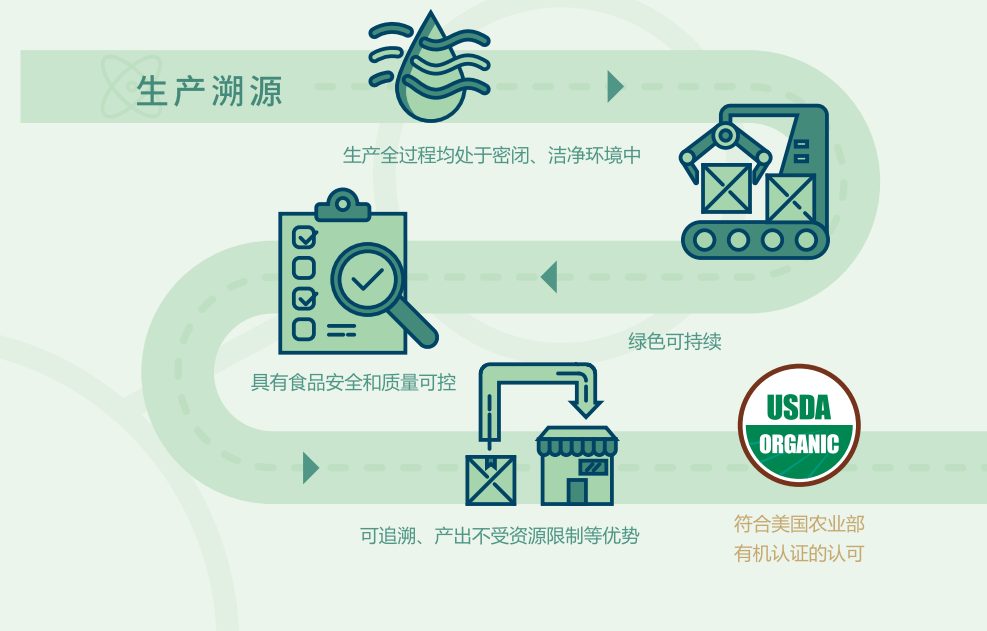 生产溯源
生产全过程均处于密闭、洁净环境中
绿色可持续
具有食品安全和质量可控
可追溯、产出不受资源限制等优势
USDA
ORGANIC
符合美国农业部
有机认证的认可